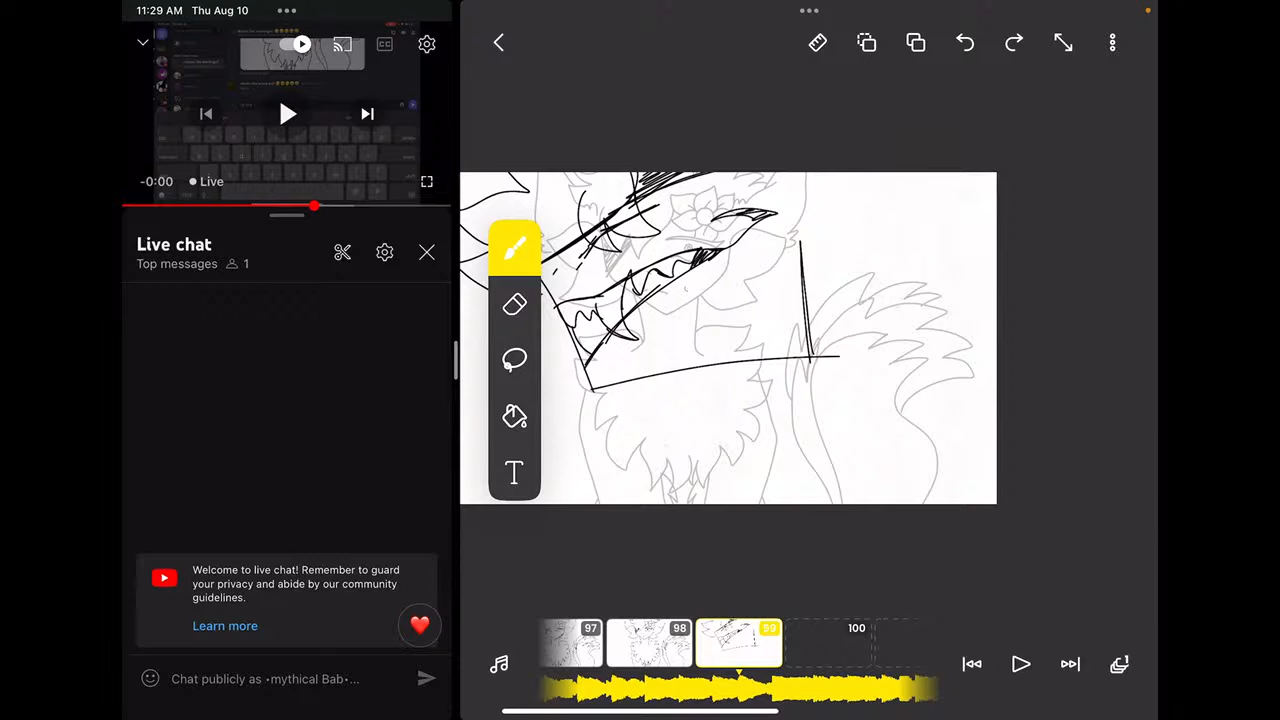 11:29 AM Thu Aug 10
CC
-0:00 Live
Live chat
Top messages 1
Welcome to live chat! Remember to guard
your privacy and abide by our community
guidelines.
Learn more
Chat publicly as •mythical Bab•...
T
97 98 99 100